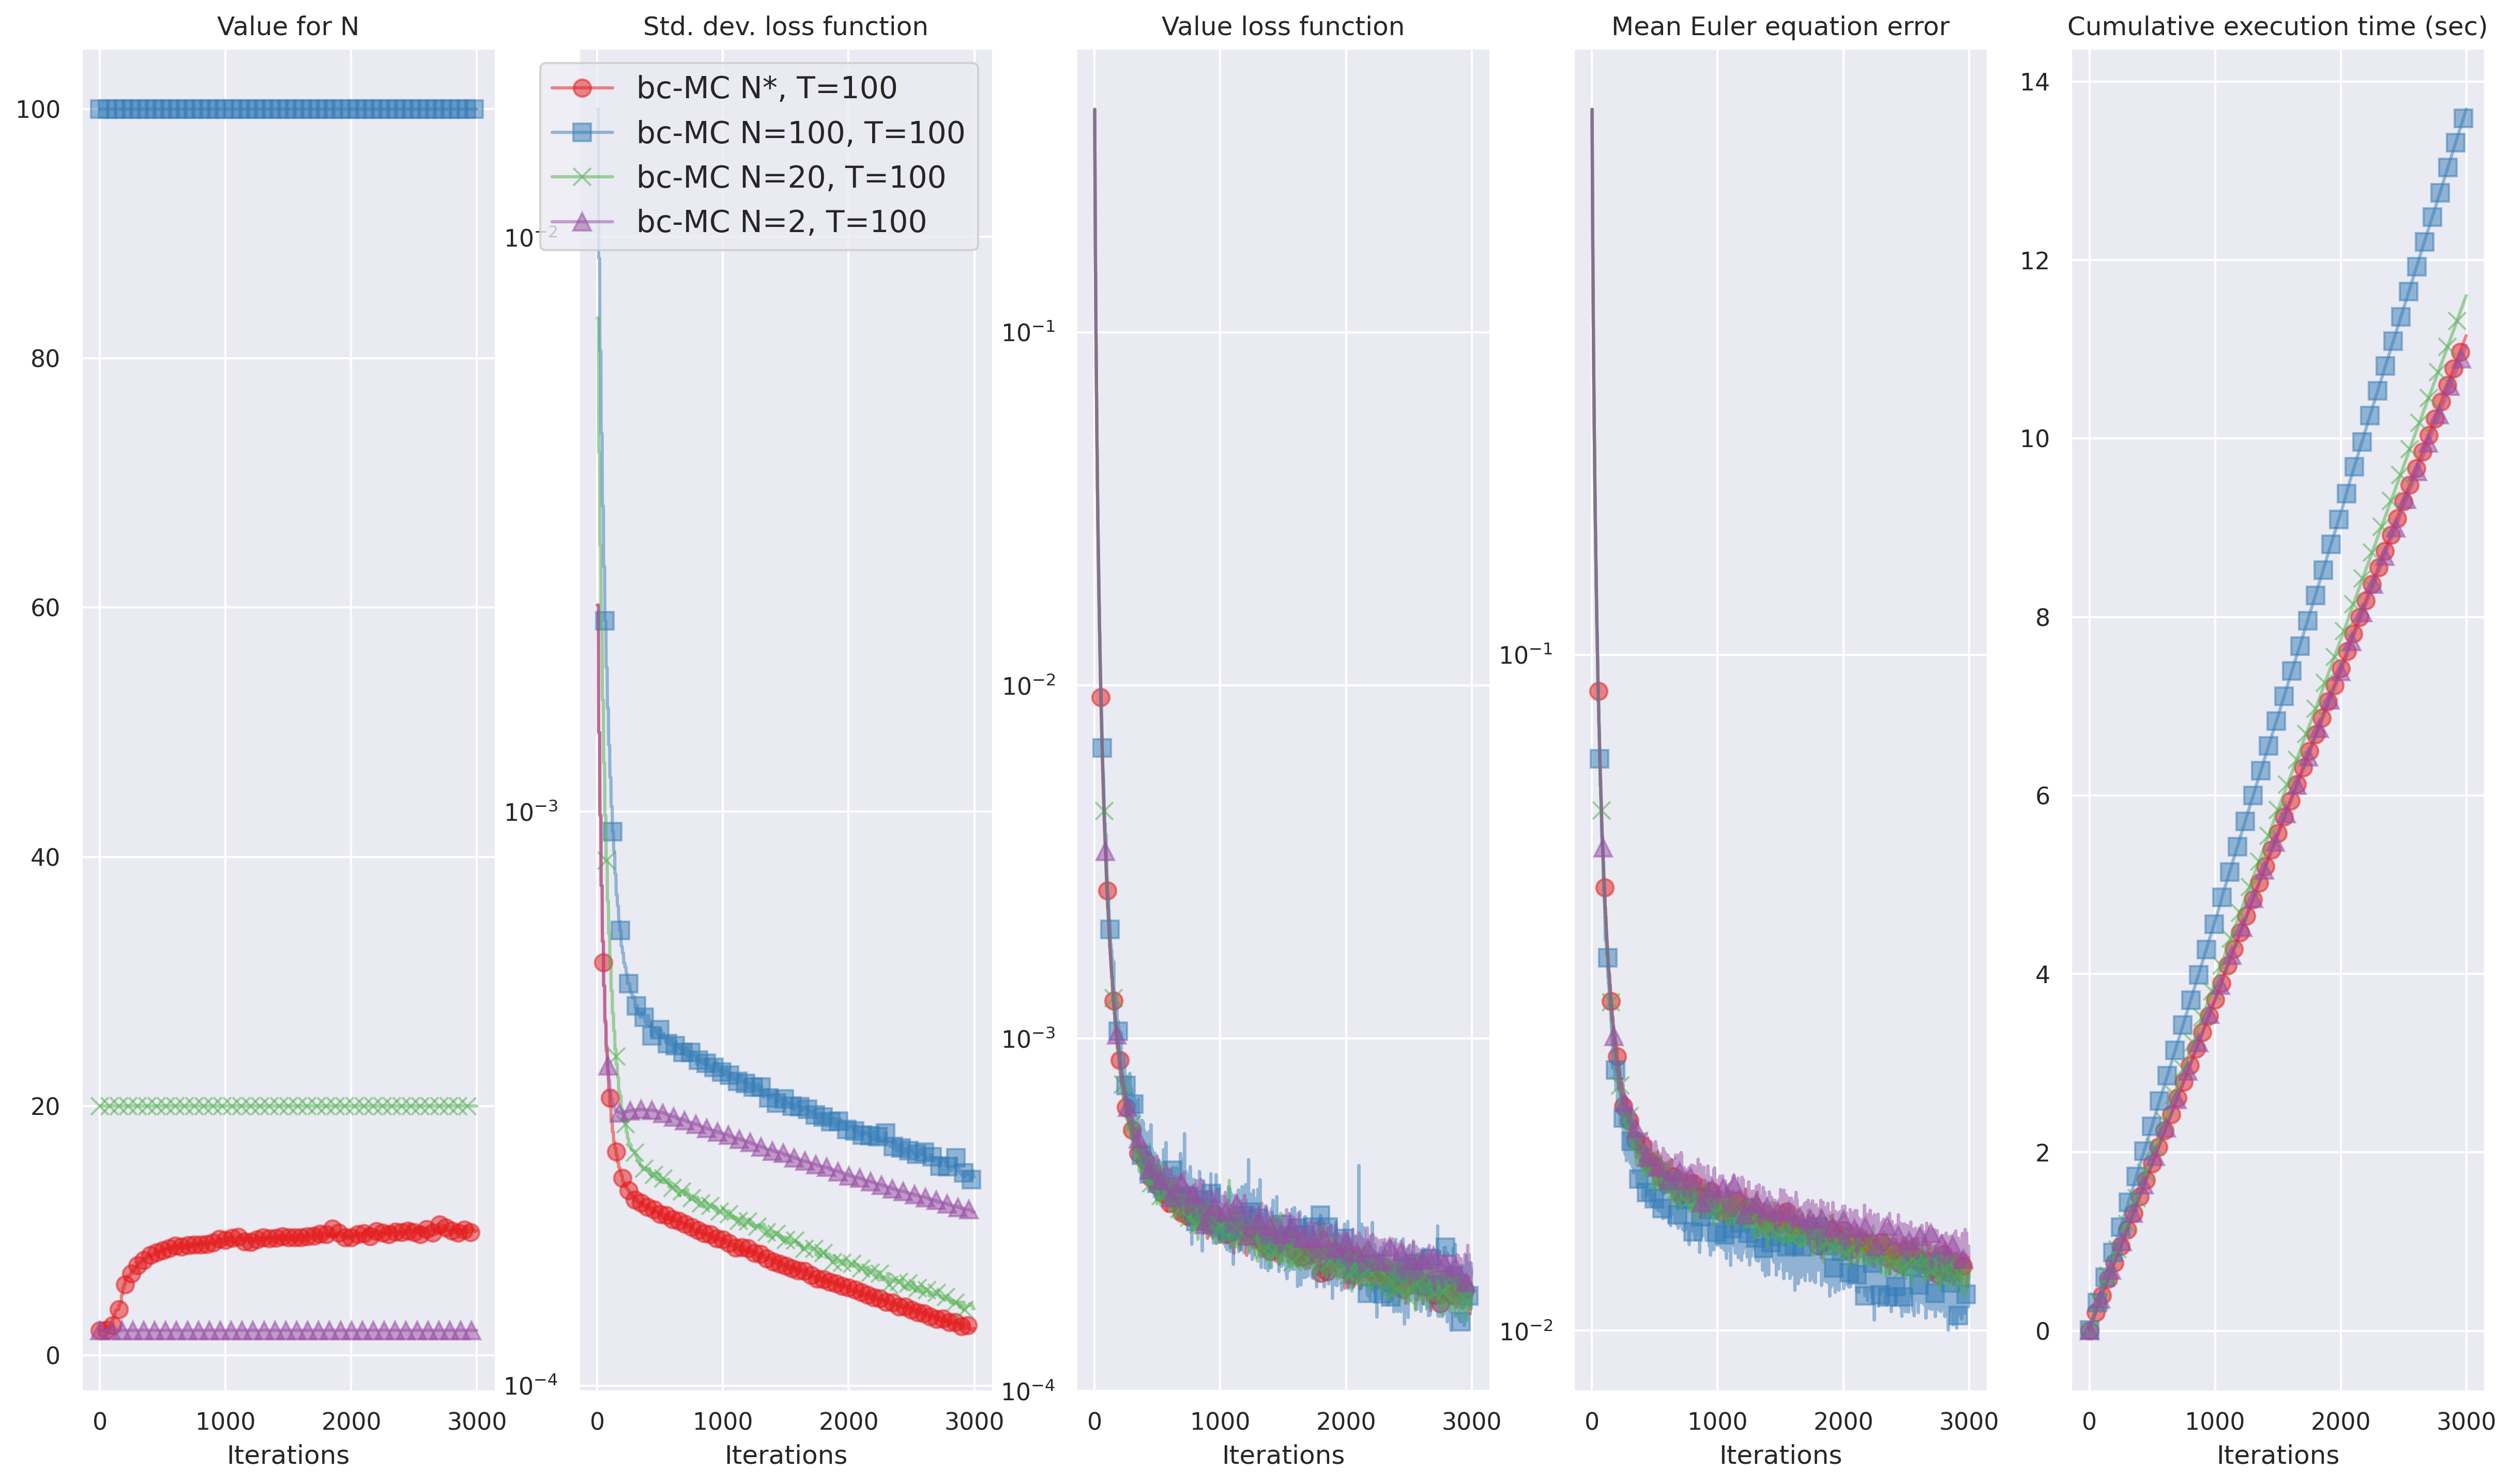 Value for N
Std. dev. loss function
Value loss function
Mean Euler equation error
Cumulative execution time (sec)
bc-MC N*, T=100
bc-MC N=100, T=100
bc-MC N=20, T=100
bc-MC N=2, T=100
100
80
60
40
20
0
0 1000 2000 3000
Iterations
10⁻²
10⁻³
10⁻⁴
0 1000 2000 3000
Iterations
10⁻¹
10⁻²
10⁻³
10⁻⁴
0 1000 2000 3000
Iterations
10⁻¹
10⁻²
0 1000 2000 3000
Iterations
14
12
10
8
6
4
2
0
0 1000 2000 3000
Iterations